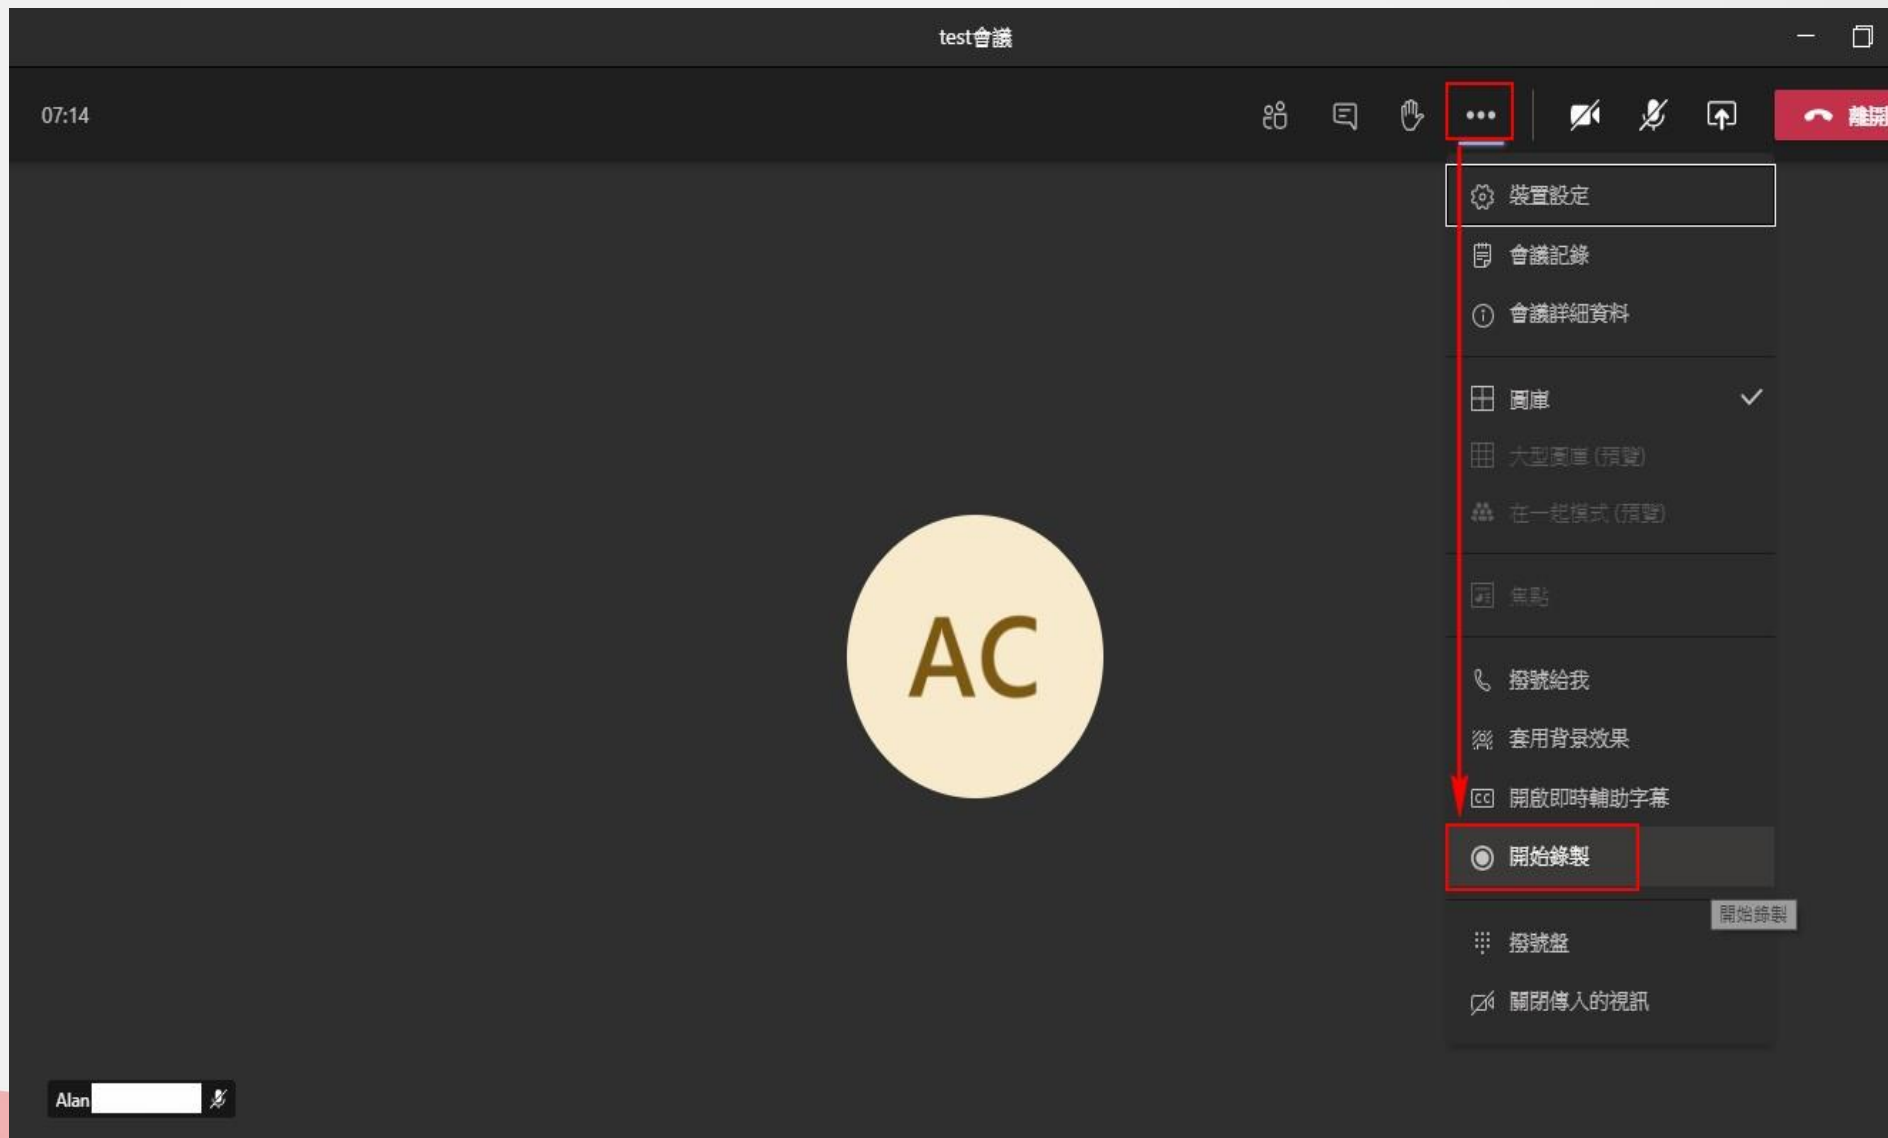 test會議
07:14
離開
裝置設定
會議記錄
會議詳細資料
圖庫
大型圖庫 (預覽)
在一起模式 (預覽)
焦點
AC
撥號給我
套用背景效果
CC 開啟即時輔助字幕
開始錄製
開始錄製
撥號盤
關閉傳入的視訊
Alan